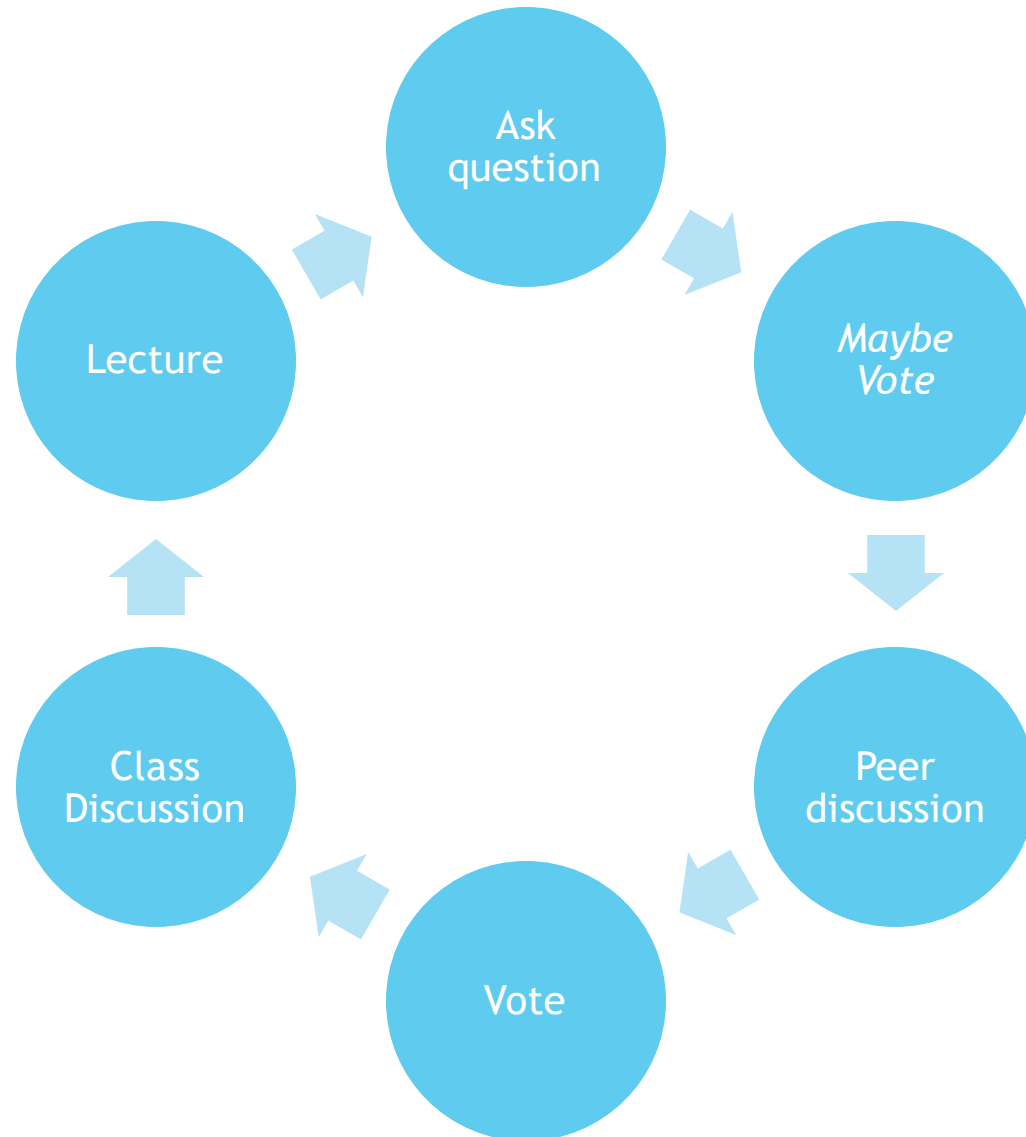 Ask
question
Maybe
Vote
Peer
discussion
Vote
Class
Discussion
Lecture